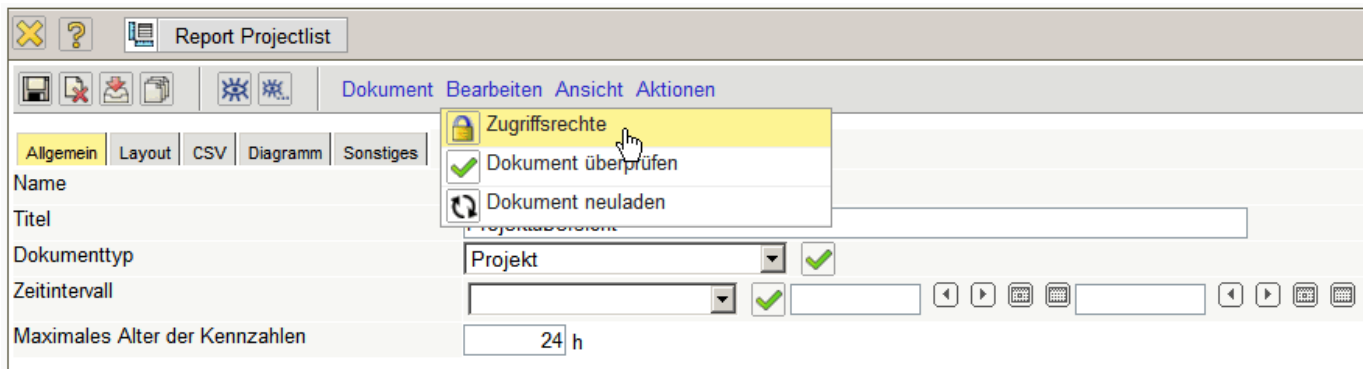 Report Projectlist
Dokument Bearbeiten Ansicht Aktionen
Zugriffsrechte
Allgemein Layout CSV Diagramm Sonstiges
Dokument überprüfen
Name
Dokument neuladen
Titel
Projektübersicht
Dokumenttyp Projekt
Zeitintervall
Maximales Alter der Kennzahlen 24 h